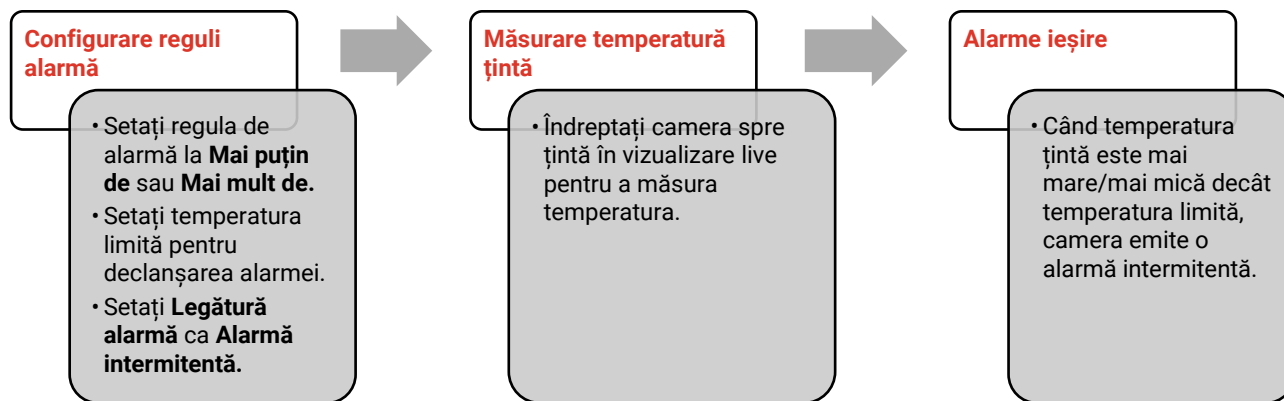 Configurare reguli
alarmă
• Setați regula de
alarmă la Mai puțin
de sau Mai mult de.
• Setați temperatura
limită pentru
declanșarea alarmei.
• Setați Legătură
alarmă ca Alarmă
intermitentă.
Măsurare temperatură
țintă
• Îndreptați camera spre
țintă în vizualizare live
pentru a măsura
temperatura.
Alarme ieșire
• Când temperatura
țintă este mai
mare/mai mică decât
temperatura limită,
camera emite o
alarmă intermitentă.